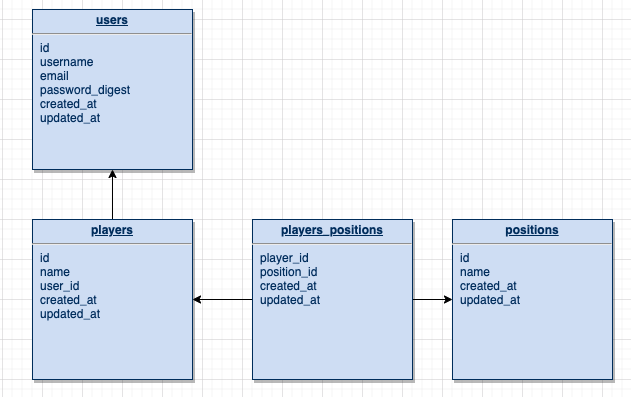 users
id
username
email
password_digest
created_at
updated_at
players
id
name
user_id
created_at
updated_at
players_positions
player_id
position_id
created_at
updated_at
positions
id
name
created_at
updated_at